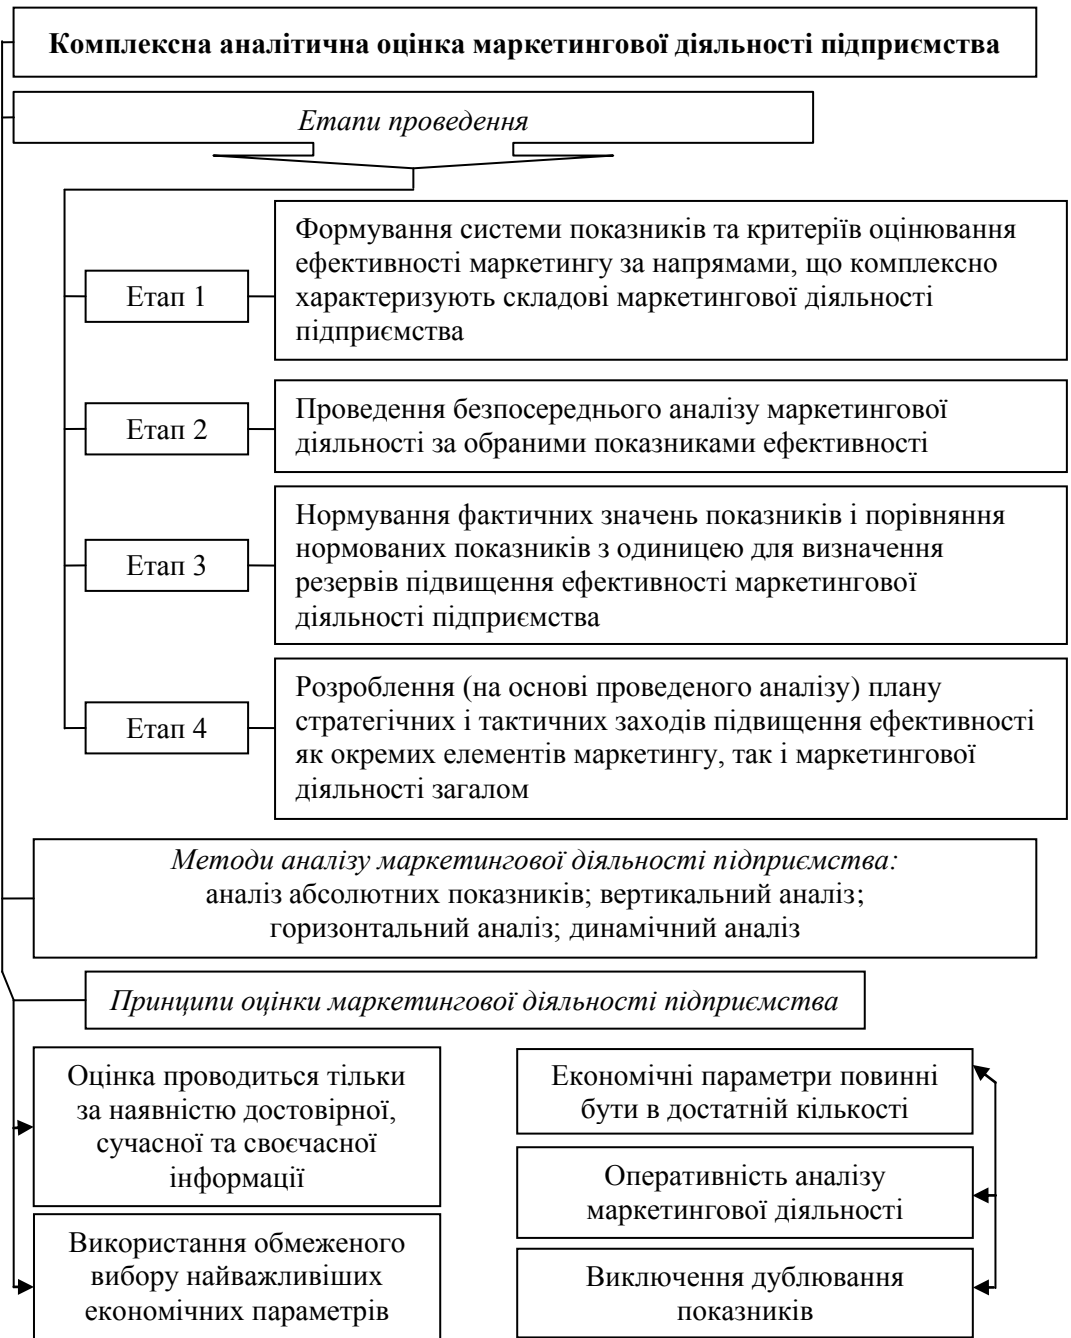 Комплексна аналітична оцінка маркетингової діяльності підприємства
Етапи проведення
Етап 1
Формування системи показників та критеріїв оцінювання
ефективності маркетингу за напрямами, що комплексно
характеризують складові маркетингової діяльності
підприємства
Етап 2
Проведення безпосереднього аналізу маркетингової
діяльності за обраними показниками ефективності
Етап 3
Нормування фактичних значень показників і порівняння
нормованих показників з одиницею для визначення
резервів підвищення ефективності маркетингової
діяльності підприємства
Етап 4
Розроблення (на основі проведеного аналізу) плану
стратегічних і тактичних заходів підвищення ефективності
як окремих елементів маркетингу, так і маркетингової
діяльності загалом
Методи аналізу маркетингової діяльності підприємства:
аналіз абсолютних показників; вертикальний аналіз;
горизонтальний аналіз; динамічний аналіз
Принципи оцінки маркетингової діяльності підприємства
Оцінка проводиться тільки
за наявністю достовірної,
сучасної та своєчасної
інформації
Використання обмеженого
вибору найважливіших
економічних параметрів
Економічні параметри повинні
бути в достатній кількості
Оперативність аналізу
маркетингової діяльності
Виключення дублювання
показників